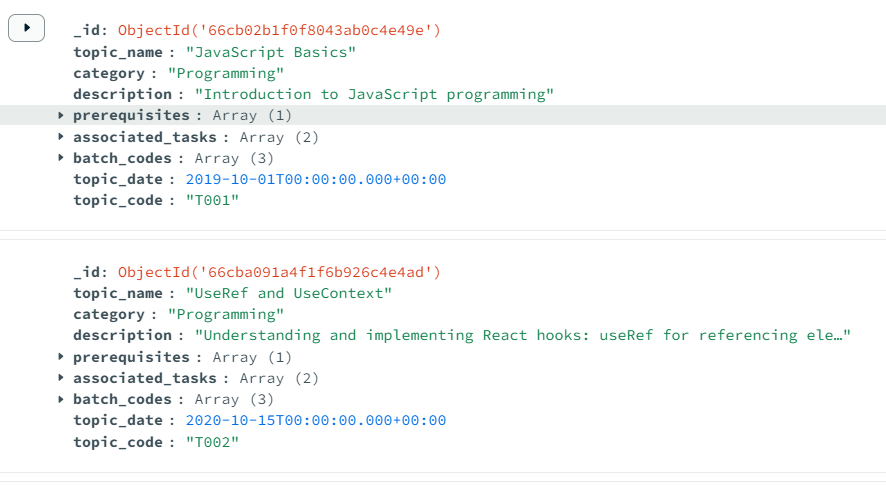 _id: ObjectId('66cb02b1f0f8043ab0c4e49e')
topic_name : "JavaScript Basics"
category : "Programming"
description : "Introduction to JavaScript programming"
prerequisites : Array (1)
associated_tasks : Array (2)
batch_codes : Array (3)
topic_date : 2019-10-01T00:00:00.000+00:00
topic_code : "T001"
_id: ObjectId('66cba091a4f1f6b926c4e4ad')
topic_name : "UseRef and UseContext"
category : "Programming"
description : "Understanding and implementing React hooks: useRef for referencing ele…"
prerequisites : Array (1)
associated_tasks : Array (2)
batch_codes : Array (3)
topic_date : 2020-10-15T00:00:00.000+00:00
topic_code : "T002"